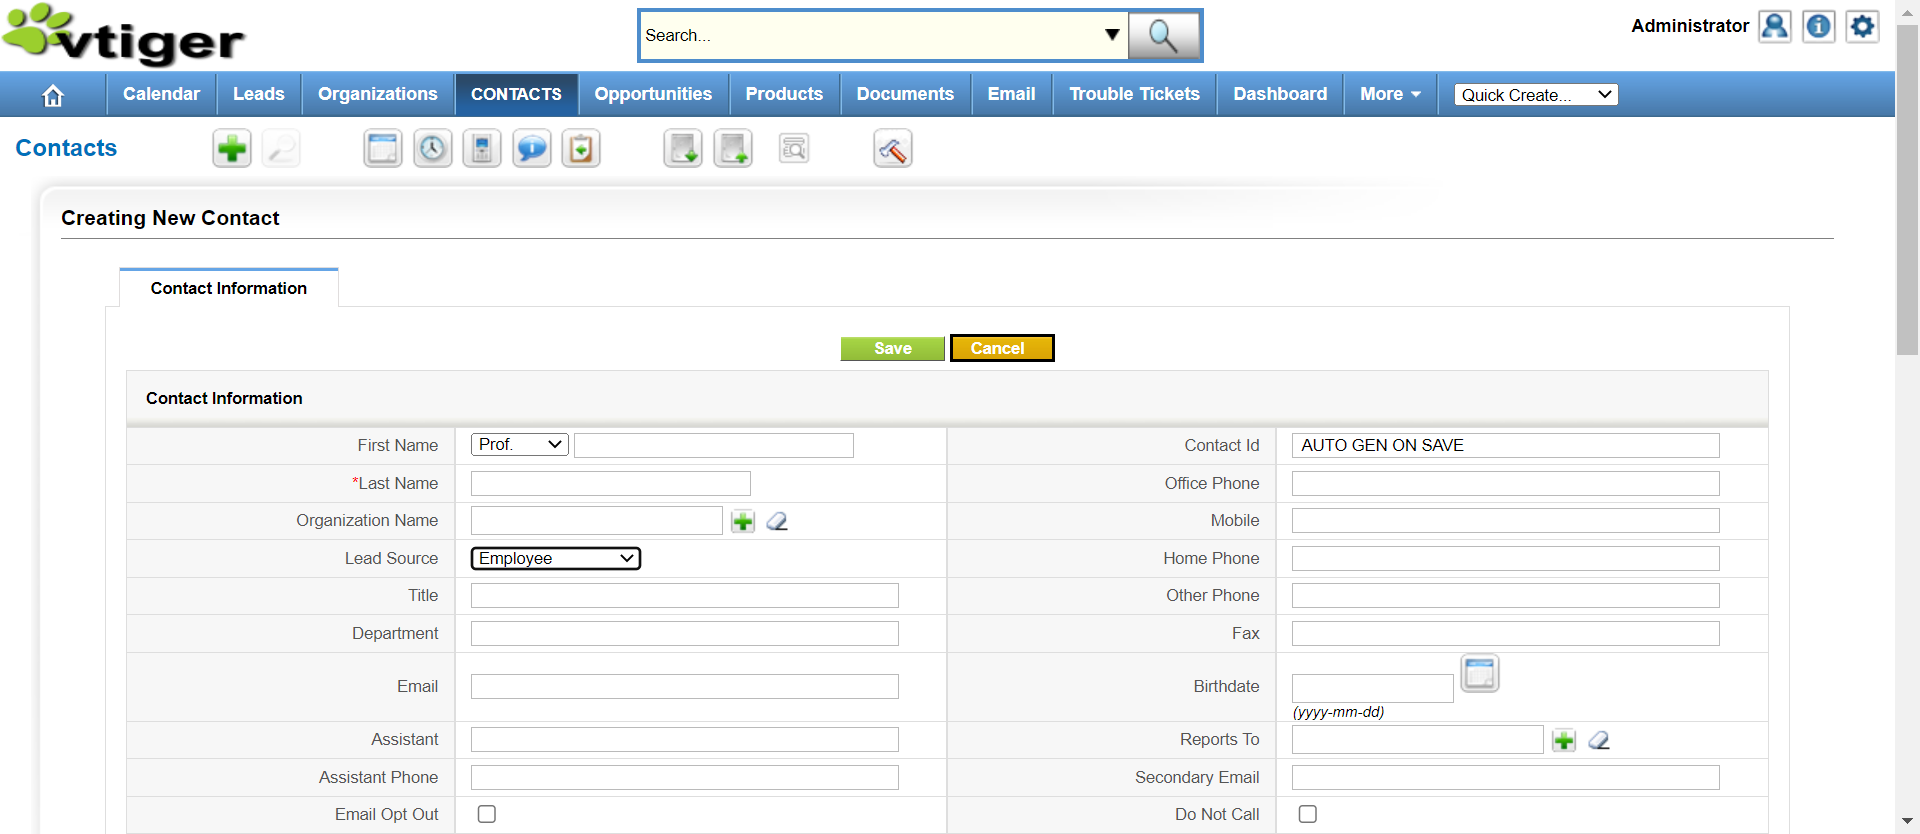 vtiger
Search...
Administrator
Calendar
Leads
Organizations
CONTACTS
Opportunities
Products
Documents
Email
Trouble Tickets
Dashboard
More
Quick Create...
Contacts
Creating New Contact
Contact Information
Save
Cancel
Contact Information
First Name
Prof.
Contact Id
AUTO GEN ON SAVE
*Last Name
Office Phone
Organization Name
Mobile
Lead Source
Employee
Home Phone
Title
Other Phone
Department
Fax
Email
Birthdate
(yyyy-mm-dd)
Assistant
Reports To
Assistant Phone
Secondary Email
Email Opt Out
Do Not Call